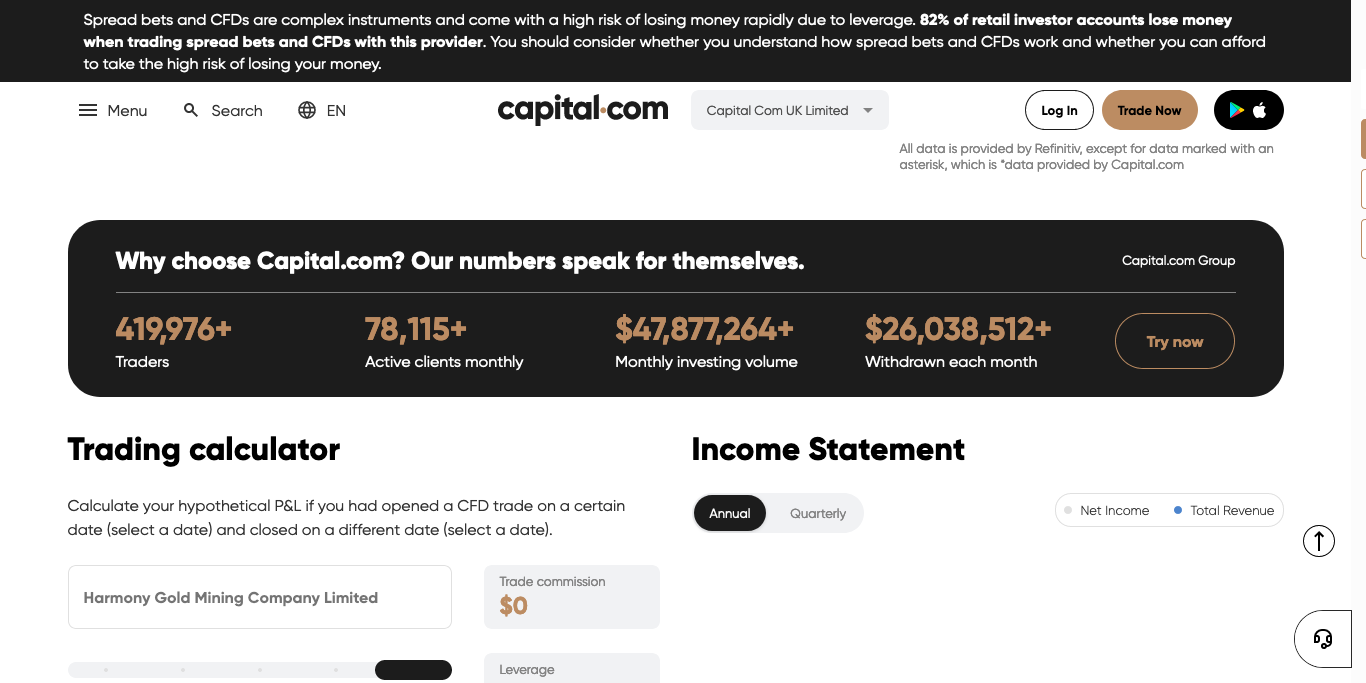 Spread bets and CFDs are complex instruments and come with a high risk of losing money rapidly due to leverage. 82% of retail investor accounts lose money
when trading spread bets and CFDs with this provider. You should consider whether you understand how spread bets and CFDs work and whether you can afford
to take the high risk of losing your money.
Menu
Search
EN
capital.com
Capital Com UK Limited
Log In
Trade Now
All data is provided by Refinitiv, except for data marked with an
asterisk, which is *data provided by Capital.com
Why choose Capital.com? Our numbers speak for themselves.
Capital.com Group
419,976+
Traders
78,115+
Active clients monthly
$47,877,264+
Monthly investing volume
$26,038,512+
Withdrawn each month
Try now
Trading calculator
Calculate your hypothetical P&L if you had opened a CFD trade on a certain
date (select a date) and closed on a different date (select a date).
Harmony Gold Mining Company Limited
Trade commission
$0
Leverage
Income Statement
Annual
Quarterly
Net Income
Total Revenue